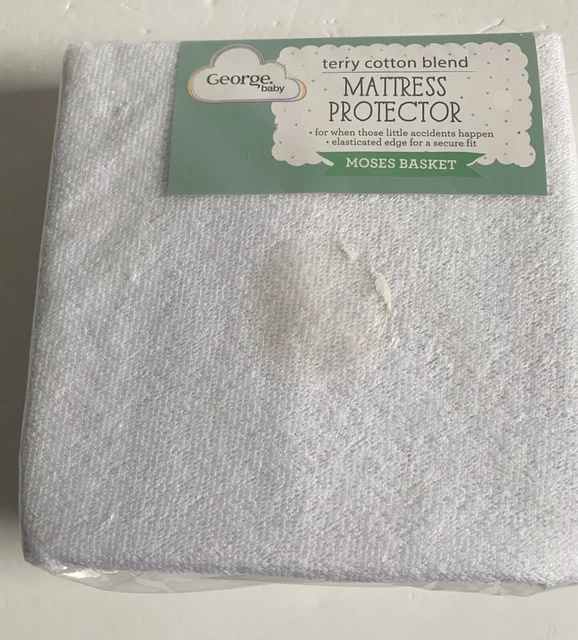 George.
baby
terry cotton blend
MATTRESS
PROTECTOR
• for when those little accidents happen
• elasticated edge for a secure fit
MOSES BASKET